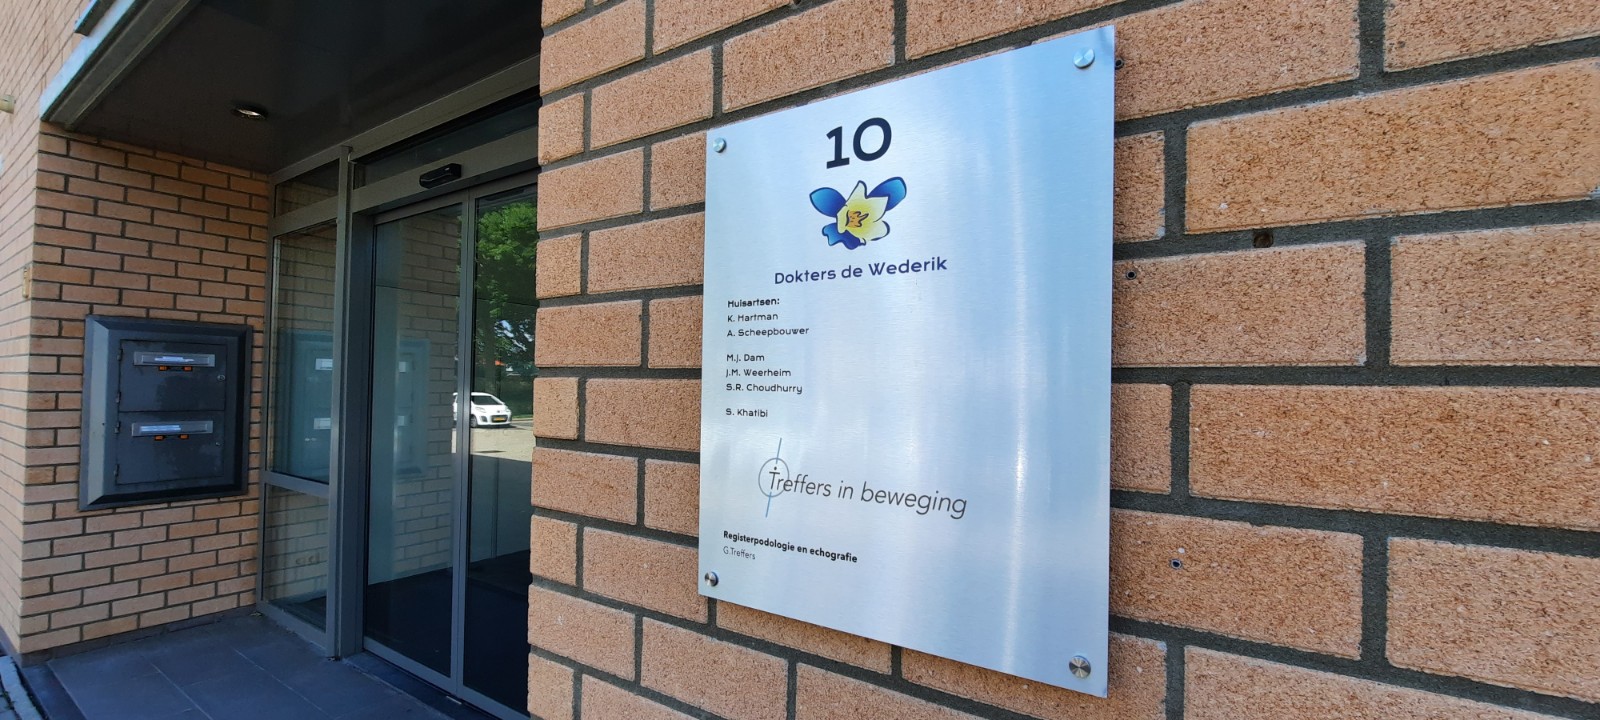 10
Dokters de Wederik
Huisartsen:
K. Hartman
A. Scheepbouwer
M.J. Dam
J.M. Weerheim
S.R. Choudhurry
S. Khatibi
Treffers in beweging
Registerpodologie en echografie
G.Treffers